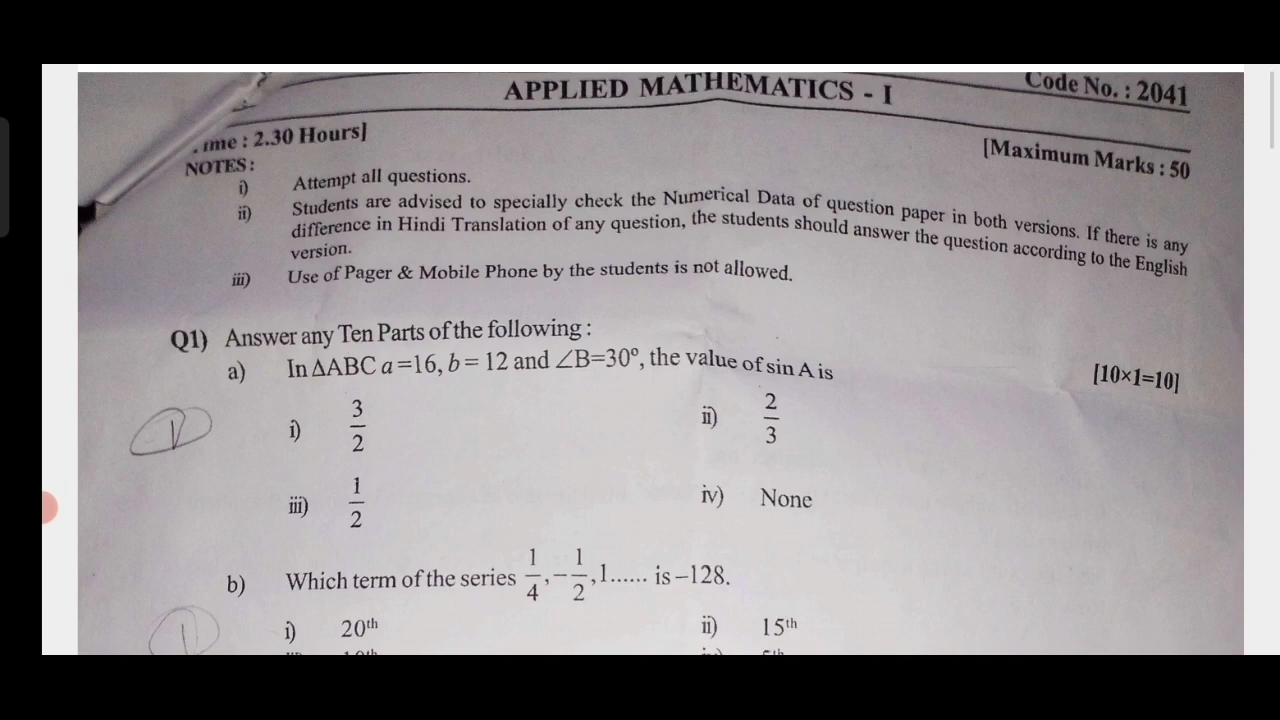 APPLIED MATHEMATICS - I
Code No. : 2041
ime : 2.30 Hours]
[Maximum Marks : 50
NOTES :
i) Attempt all questions.
ii) Students are advised to specially check the Numerical Data of question paper in both versions. If there is any
difference in Hindi Translation of any question, the students should answer the question according to the English
version.
iii) Use of Pager & Mobile Phone by the students is not allowed.
Q1) Answer any Ten Parts of the following :
[10×1=10]
a) In ΔABC a=16, b = 12 and ∠B=30°, the value of sin A is
i) 3/2
ii) 2/3
iii) 1/2
iv) None
b) Which term of the series 1/4, -1/2, 1...... is –128.
i) 20th
ii) 15th